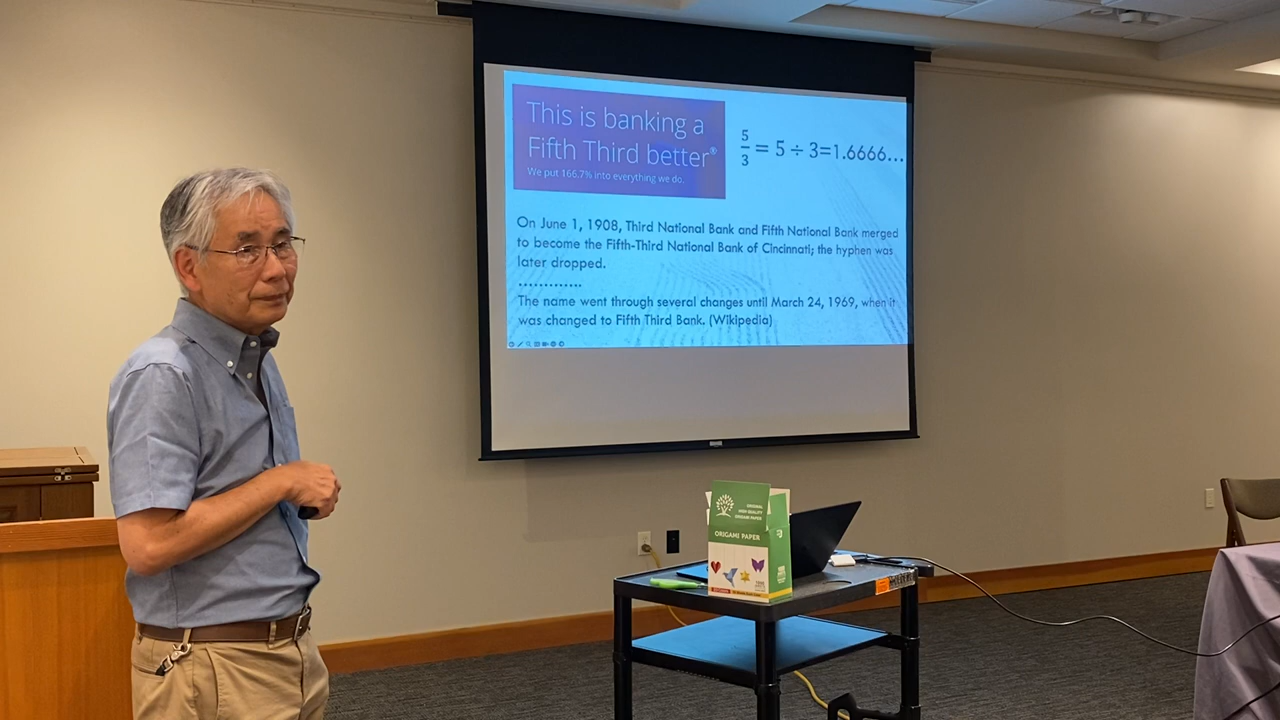 This is banking a
Fifth Third better®
We put 166.7% into everything we do.
5/3 = 5 ÷ 3=1.6666...
On June 1, 1908, Third National Bank and Fifth National Bank merged
to become the Fifth-Third National Bank of Cincinnati; the hyphen was
later dropped.
.............
The name went through several changes until March 24, 1969, when it
was changed to Fifth Third Bank. (Wikipedia)
ORIGAMI PAPER